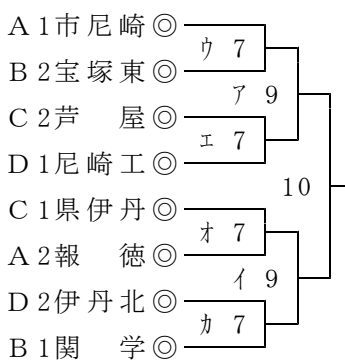 A 1市尼崎◎
ウ 7
B 2宝塚東◎
ア 9
C 2芦　屋◎
エ 7
D 1尼崎工◎
10
C 1県伊丹◎
オ 7
A 2報　徳◎
イ 9
D 2伊丹北◎
カ 7
B 1関　学◎